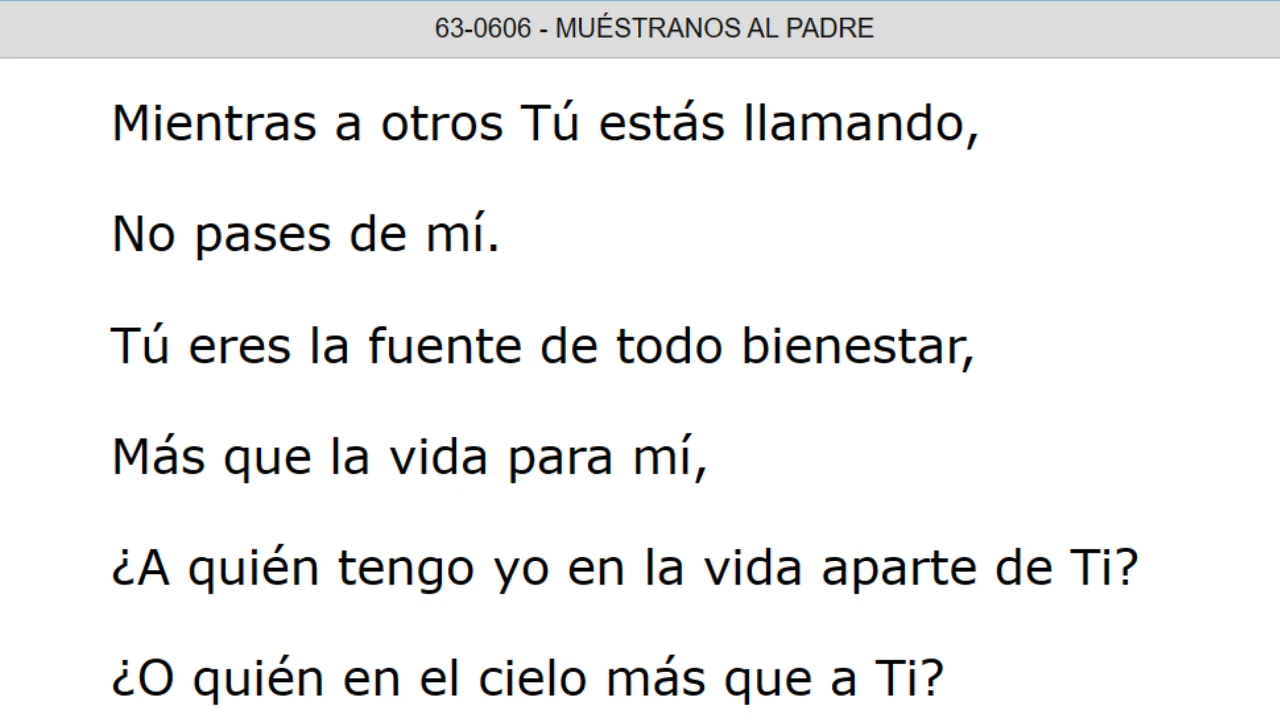 63-0606 - MUÉSTRANOS AL PADRE
Mientras a otros Tú estás llamando,
No pases de mí.
Tú eres la fuente de todo bienestar,
Más que la vida para mí,
¿A quién tengo yo en la vida aparte de Ti?
¿O quién en el cielo más que a Ti?